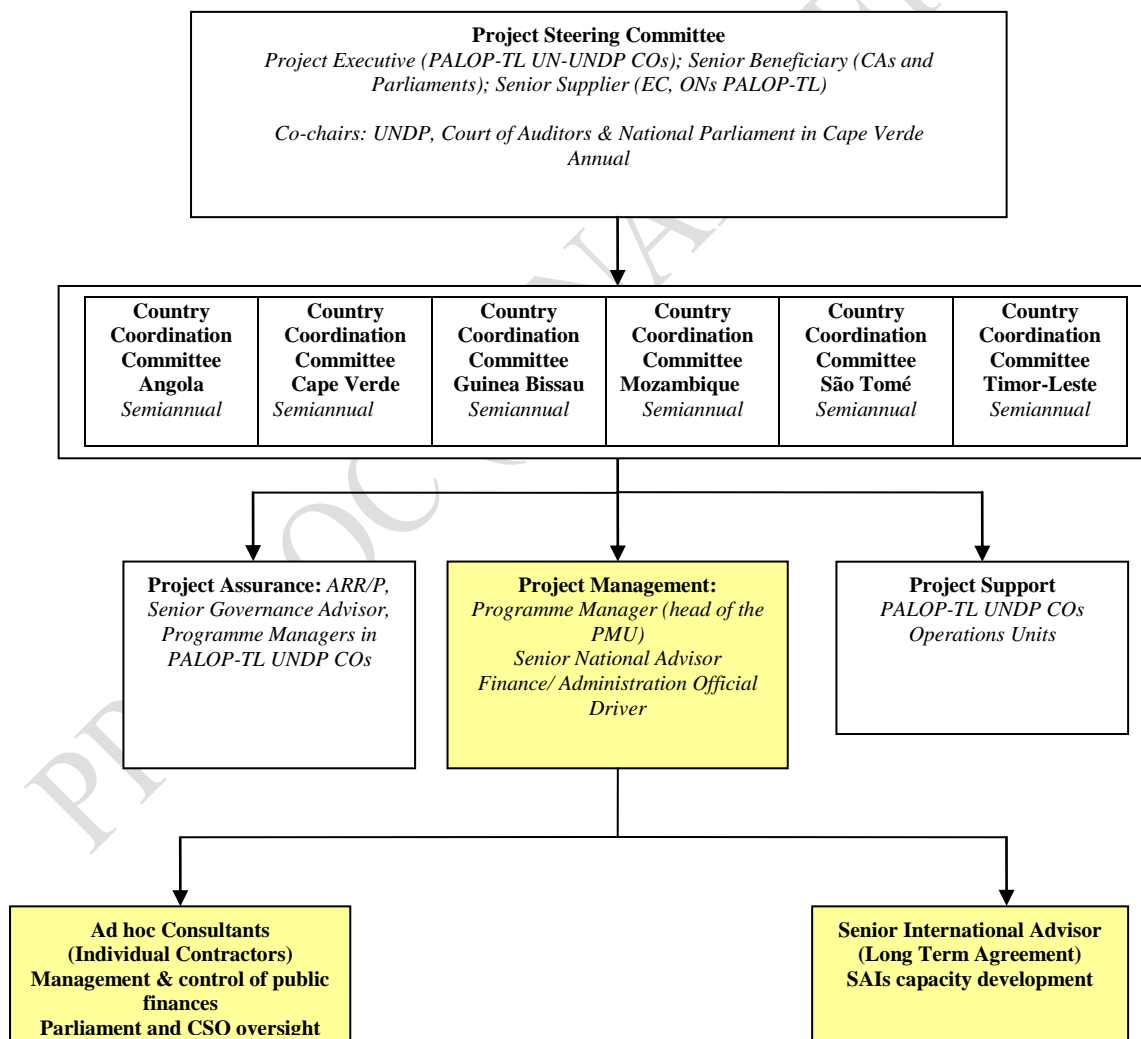 Project Steering Committee
Project Executive (PALOP-TL UN-UNDP COs); Senior Beneficiary (CAs and
Parliaments); Senior Supplier (EC, ONs PALOP-TL)
Co-chairs: UNDP, Court of Auditors & National Parliament in Cape Verde
Annual
Country
Coordination
Committee
Angola
Semiannual
Country
Coordination
Committee
Cape Verde
Semiannual
Country
Coordination
Committee
Guinea Bissau
Semiannual
Country
Coordination
Committee
Mozambique
Semiannual
Country
Coordination
Committee
São Tomé
Semiannual
Country
Coordination
Committee
Timor-Leste
Semiannual
Project Assurance: ARR/P,
Senior Governance Advisor,
Programme Managers in
PALOP-TL UNDP COs
Project Management:
Programme Manager (head of the
PMU)
Senior National Advisor
Finance/ Administration Official
Driver
Project Support
PALOP-TL UNDP COs
Operations Units
Ad hoc Consultants
(Individual Contractors)
Management & control of public
finances
Parliament and CSO oversight
Senior International Advisor
(Long Term Agreement)
SAIs capacity development